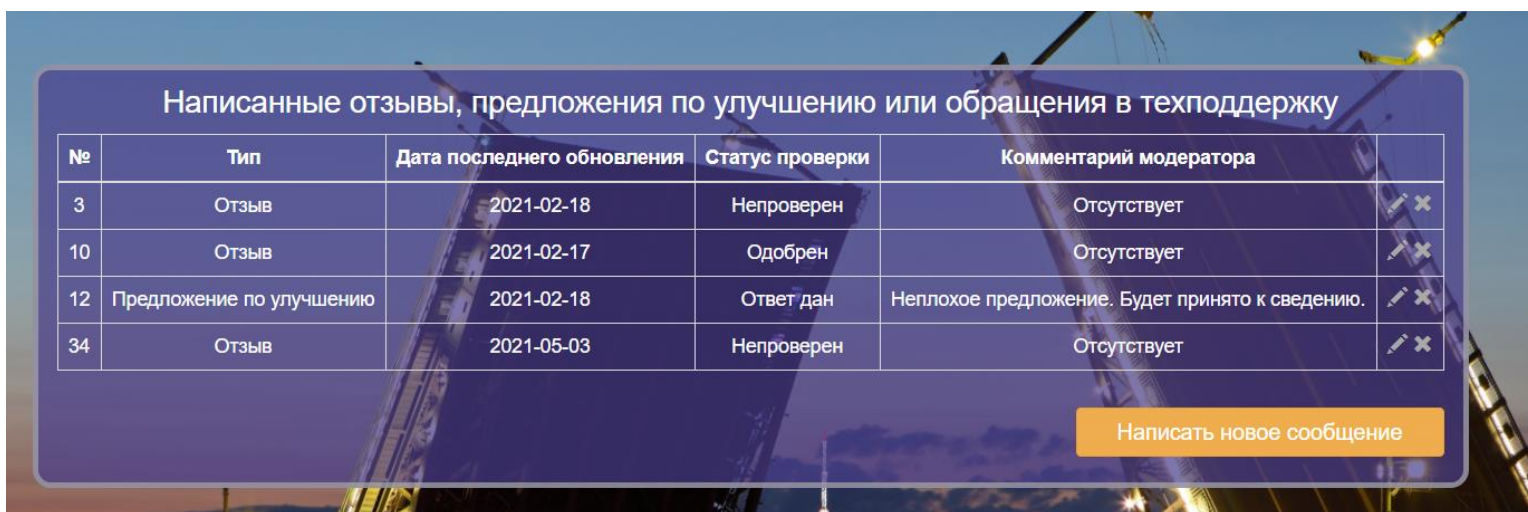 Написанные отзывы, предложения по улучшению или обращения в техподдержку
№ Тип Дата последнего обновления Статус проверки Комментарий модератора
3 Отзыв 2021-02-18 Непроверен Отсутствует
10 Отзыв 2021-02-17 Одобрен Отсутствует
12 Предложение по улучшению 2021-02-18 Ответ дан Неплохое предложение. Будет принято к сведению.
34 Отзыв 2021-05-03 Непроверен Отсутствует
Написать новое сообщение